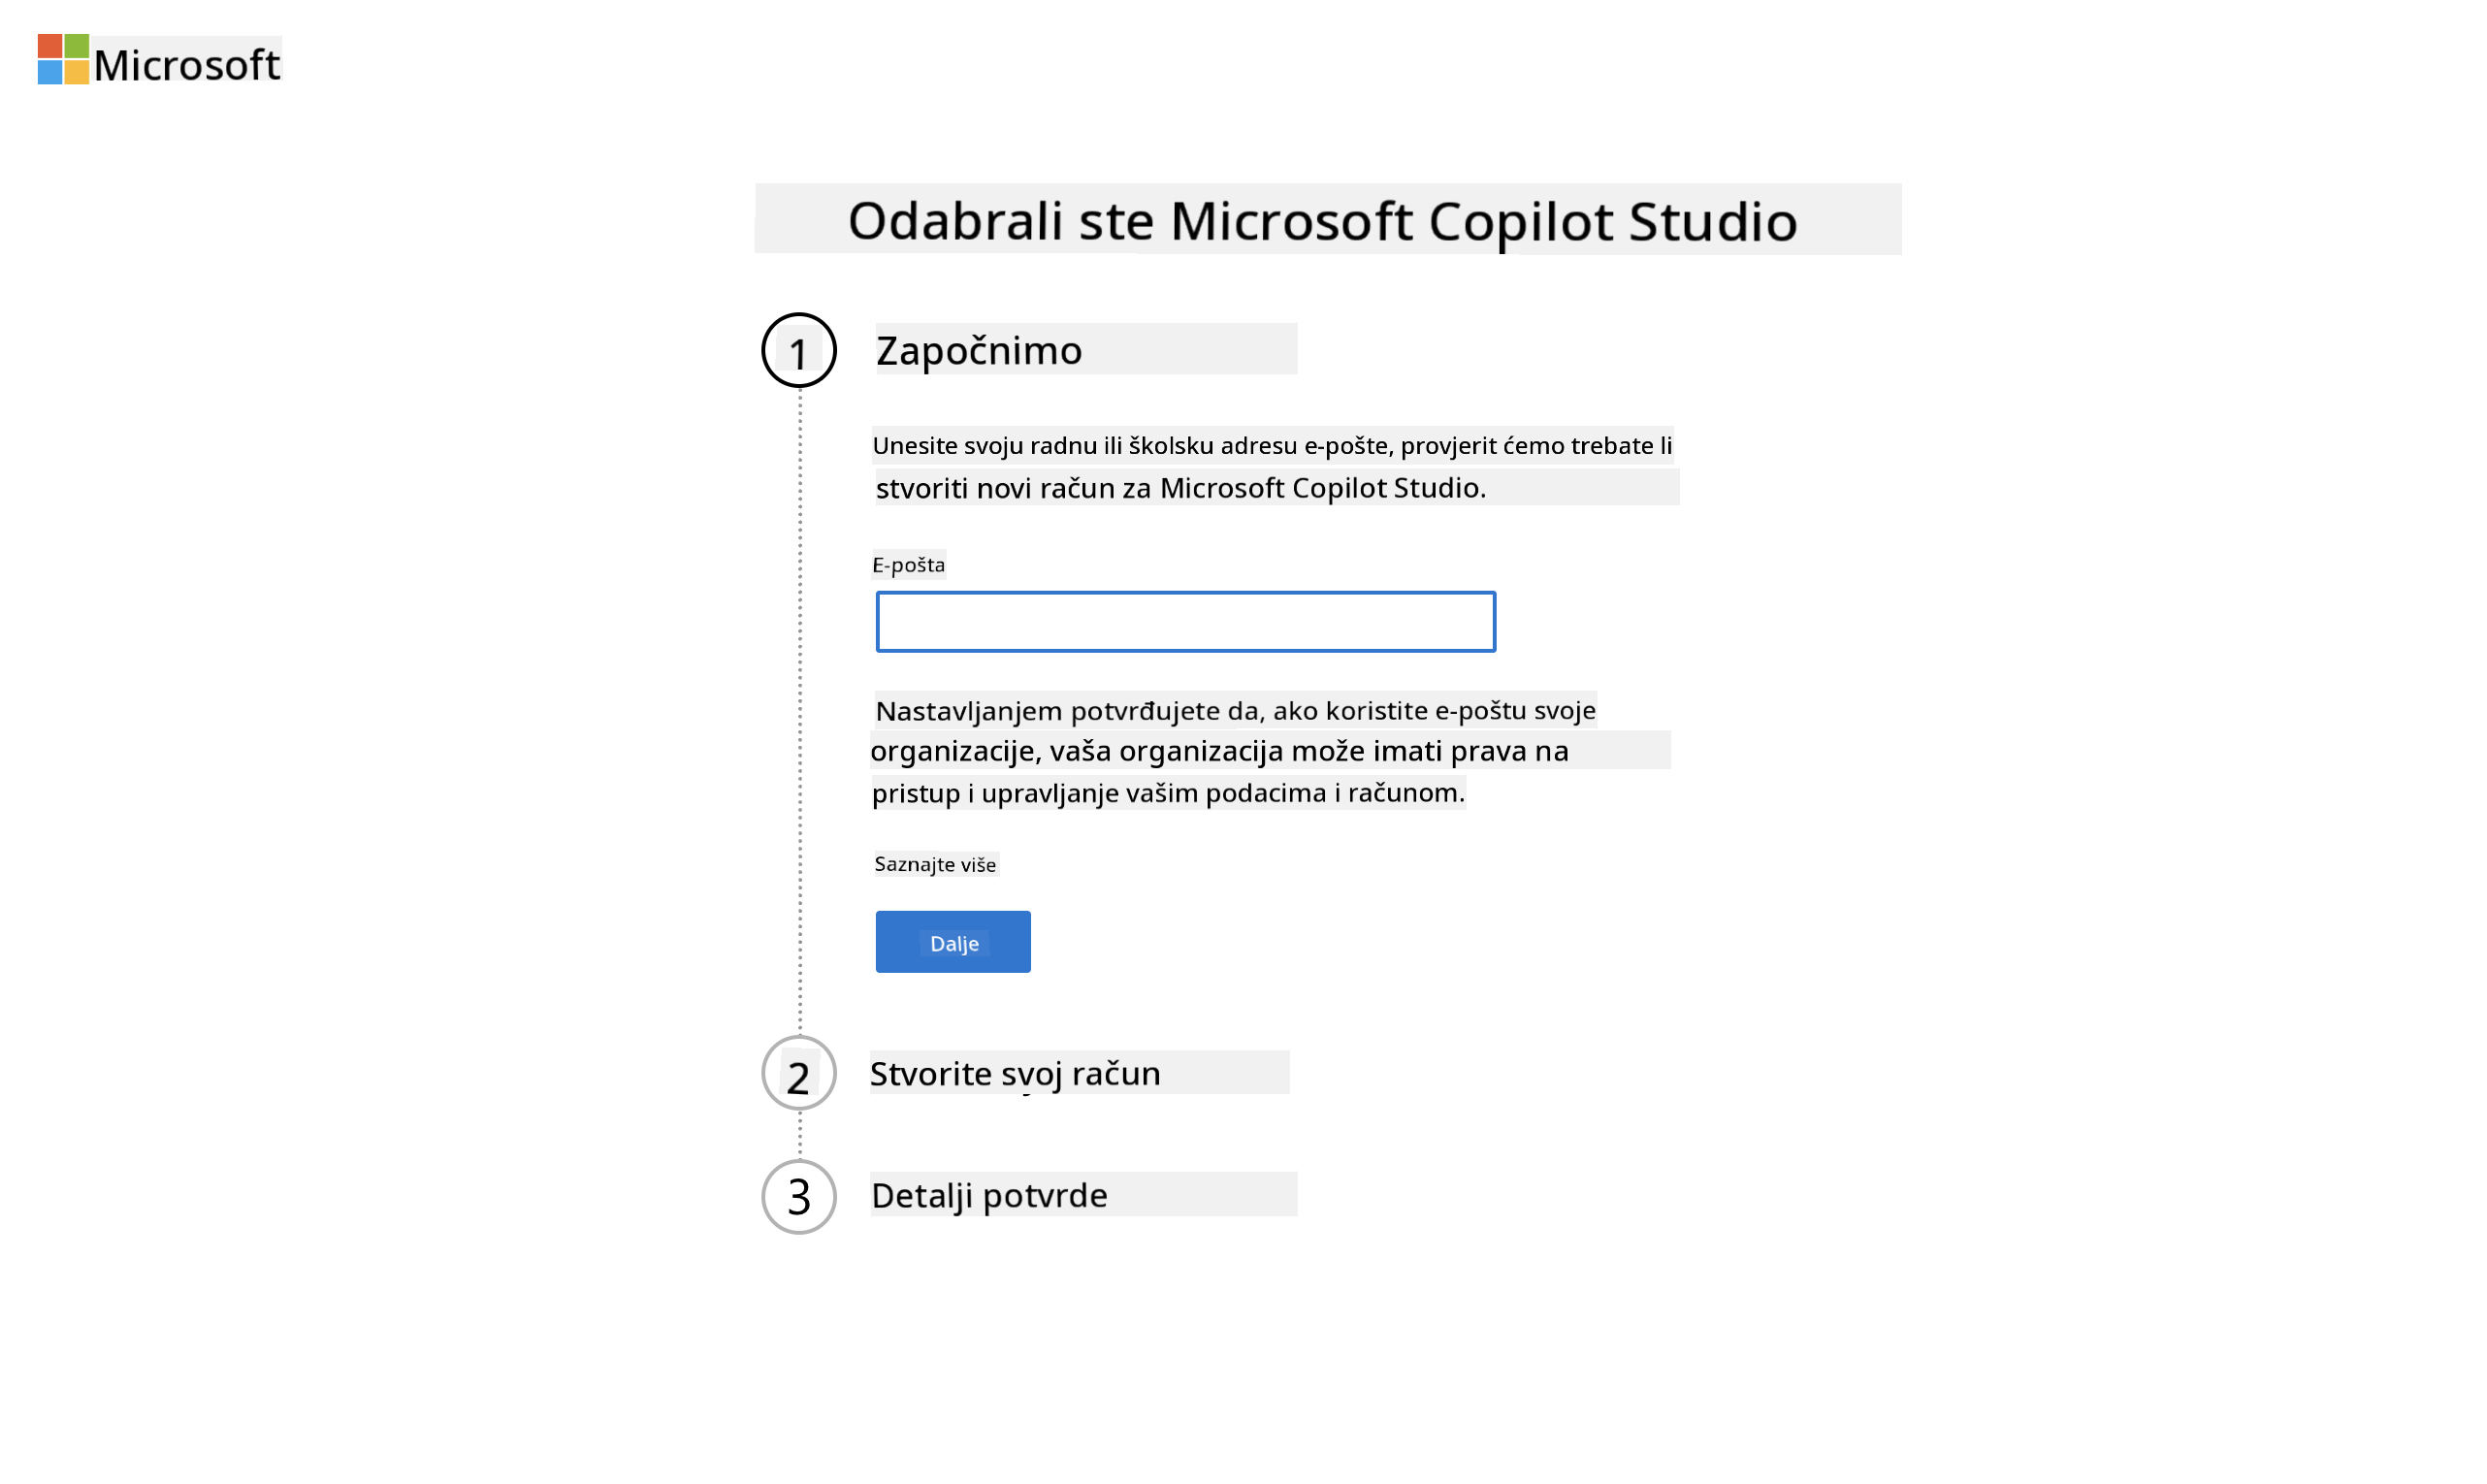 Microsoft
Odabrali ste Microsoft Copilot Studio
1
Započnimo
Unesite svoju radnu ili školsku adresu e-pošte, provjerit ćemo trebate li
stvoriti novi račun za Microsoft Copilot Studio.
E-pošta
Nastavljanjem potvrđujete da, ako koristite e-poštu svoje
organizacije, vaša organizacija može imati prava na
pristup i upravljanje vašim podacima i računom.
Saznajte više
Dalje
2
Stvorite svoj račun
3
Detalji potvrde